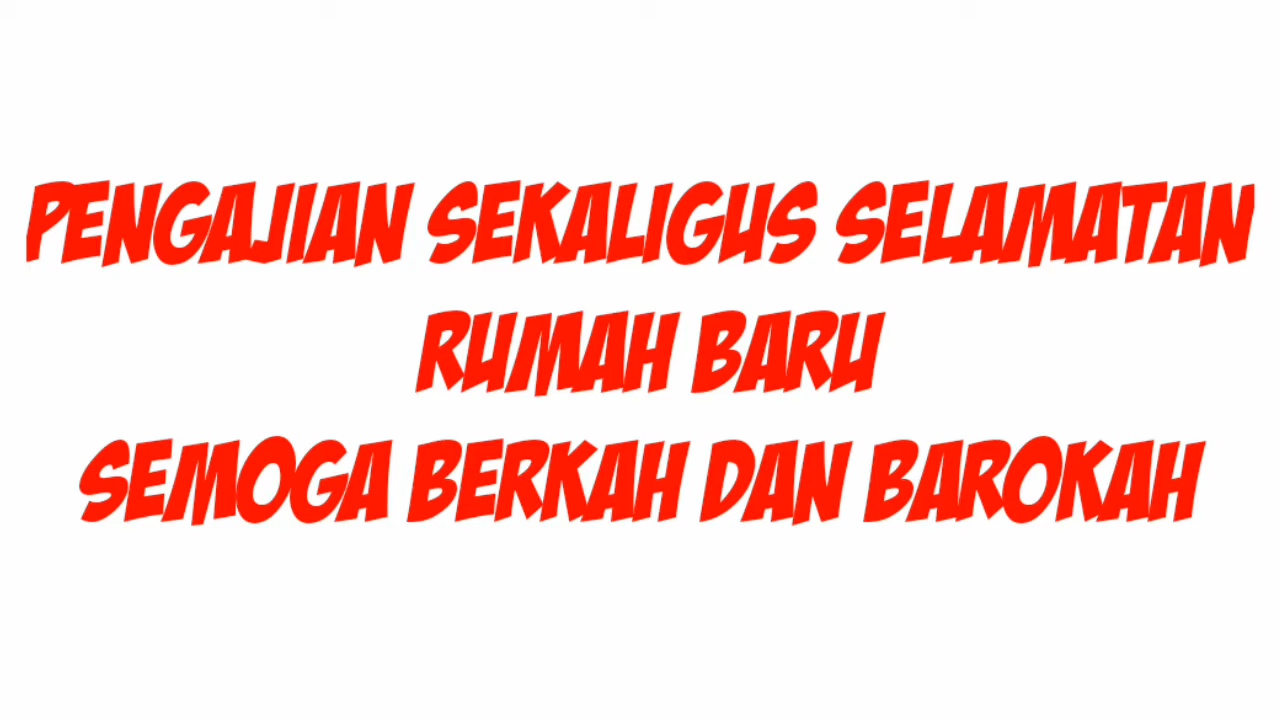 PENGAJIAN SEKALIGUS SELAMATAN
RUMAH BARU
SEMOGA BERKAH DAN BAROKAH